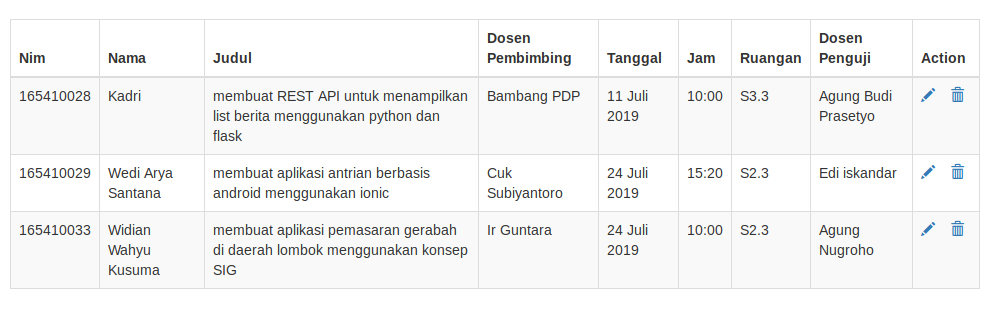 Nim Nama Judul Dosen Pembimbing Tanggal Jam Ruangan Dosen Penguji Action
165410028 Kadri membuat REST API untuk menampilkan Bambang PDP 11 Juli 10:00 S3.3 Agung Budi
list berita menggunakan python dan 2019 Prasetyo
flask
165410029 Wedi Arya membuat aplikasi antrian berbasis Cuk 24 Juli 15:20 S2.3 Edi iskandar
Santana android menggunakan ionic Subiyantoro 2019
165410033 Widian membuat aplikasi pemasaran gerabah Ir Guntara 24 Juli 10:00 S2.3 Agung
Wahyu di daerah lombok menggunakan konsep 2019 Nugroho
Kusuma SIG